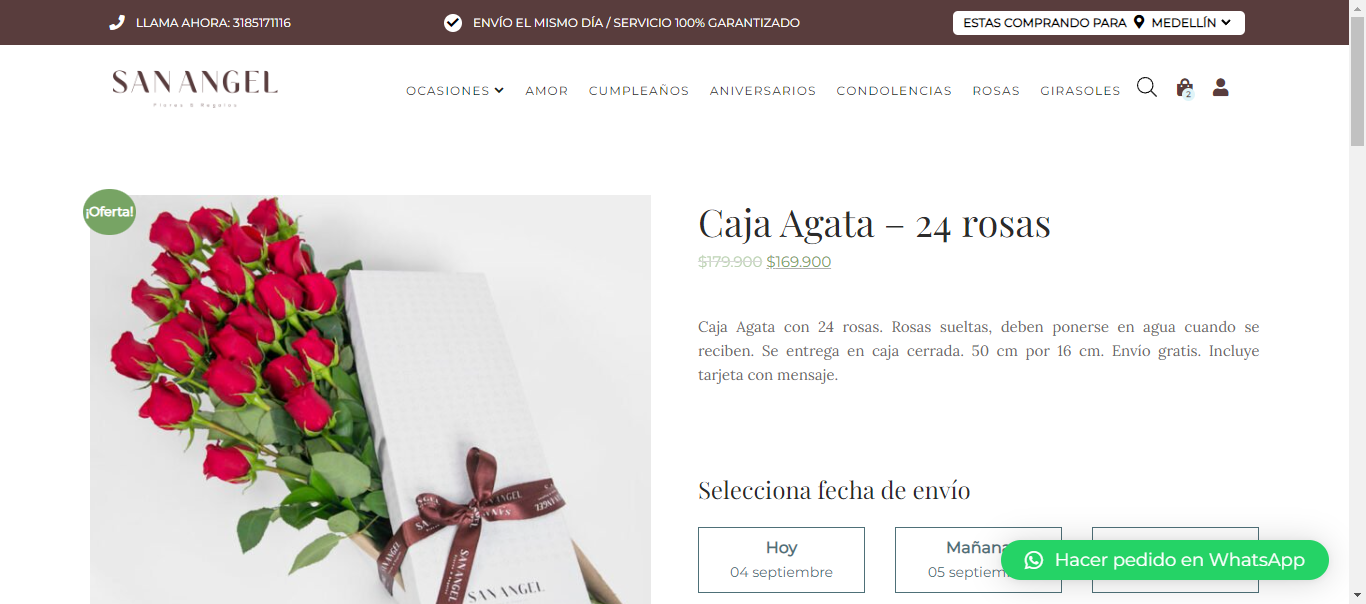 LLAMA AHORA: 3185171116
ENVÍO EL MISMO DÍA / SERVICIO 100% GARANTIZADO
ESTAS COMPRANDO PARA MEDELLÍN
SAN ANGEL
Flores & Regalos
OCASIONES
AMOR
CUMPLEAÑOS
ANIVERSARIOS
CONDOLENCIAS
ROSAS
GIRASOLES
2
¡Oferta!
Caja Agata – 24 rosas
$179.900 $169.900
Caja Agata con 24 rosas. Rosas sueltas, deben ponerse en agua cuando se
reciben. Se entrega en caja cerrada. 50 cm por 16 cm. Envío gratis. Incluye
tarjeta con mensaje.
SAN ANGEL
SAN ANGEL
SAN ANGEL
Selecciona fecha de envío
Hoy
04 septiembre
Mañana
05 septiem
Hacer pedido en WhatsApp